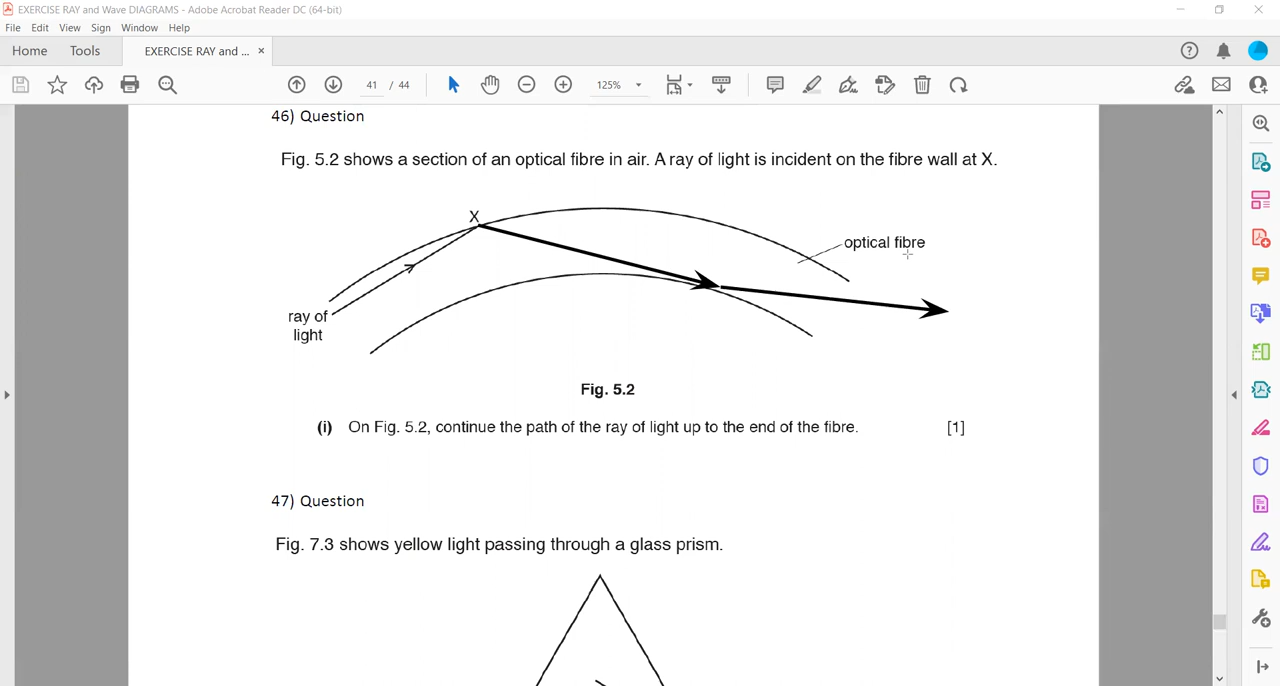 EXERCISE RAY and Wave DIAGRAMS - Adobe Acrobat Reader DC (64-bit)
File Edit View Sign Window Help
Home Tools EXERCISE RAY and ... ×
41 / 44 125%
46) Question
Fig. 5.2 shows a section of an optical fibre in air. A ray of light is incident on the fibre wall at X.
X
optical fibre
ray of
light
Fig. 5.2
(i) On Fig. 5.2, continue the path of the ray of light up to the end of the fibre. [1]
47) Question
Fig. 7.3 shows yellow light passing through a glass prism.